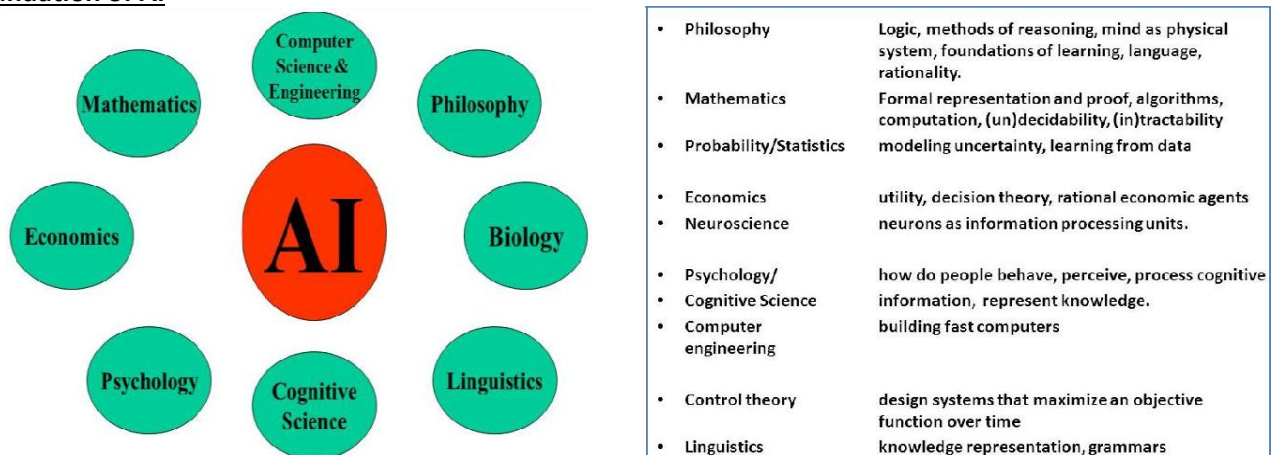 Computer
Science &
Engineering
Mathematics
Philosophy
AI
Economics
Biology
Psychology
Cognitive
Science
Linguistics
• Philosophy Logic, methods of reasoning, mind as physical
system, foundations of learning, language,
rationality.
• Mathematics Formal representation and proof, algorithms,
computation, (un)decidability, (in)tractability
• Probability/Statistics modeling uncertainty, learning from data
• Economics utility, decision theory, rational economic agents
• Neuroscience neurons as information processing units.
• Psychology/ how do people behave, perceive, process cognitive
• Cognitive Science information, represent knowledge.
• Computer building fast computers
engineering
• Control theory design systems that maximize an objective
function over time
• Linguistics knowledge representation, grammars